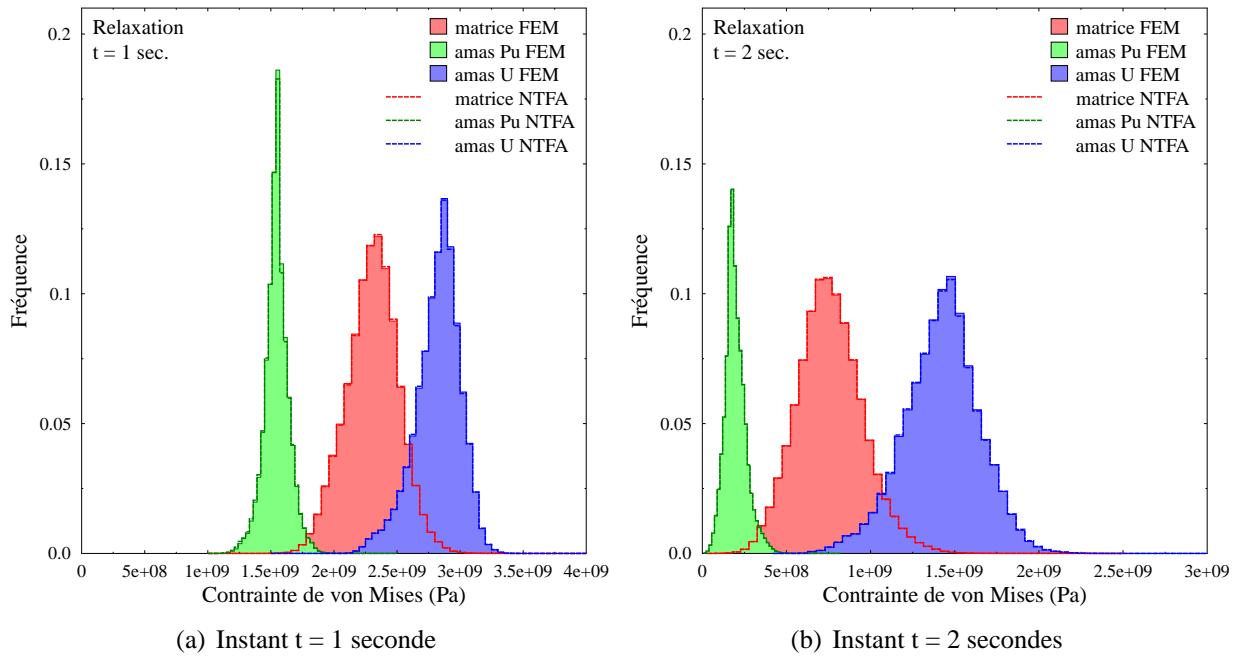 Relaxation
t = 1 sec.
matrice FEM
amas Pu FEM
amas U FEM
matrice NTFA
amas Pu NTFA
amas U NTFA
0.2
0.15
0.1
0.05
0.0
Fréquence
0 5e+08 1e+09 1.5e+09 2e+09 2.5e+09 3e+09 3.5e+09 4e+09
Contrainte de von Mises (Pa)
(a) Instant t = 1 seconde
Relaxation
t = 2 sec.
matrice FEM
amas Pu FEM
amas U FEM
matrice NTFA
amas Pu NTFA
amas U NTFA
0.2
0.15
0.1
0.05
0.0
Fréquence
0 5e+08 1e+09 1.5e+09 2e+09 2.5e+09 3e+09
Contrainte de von Mises (Pa)
(b) Instant t = 2 secondes